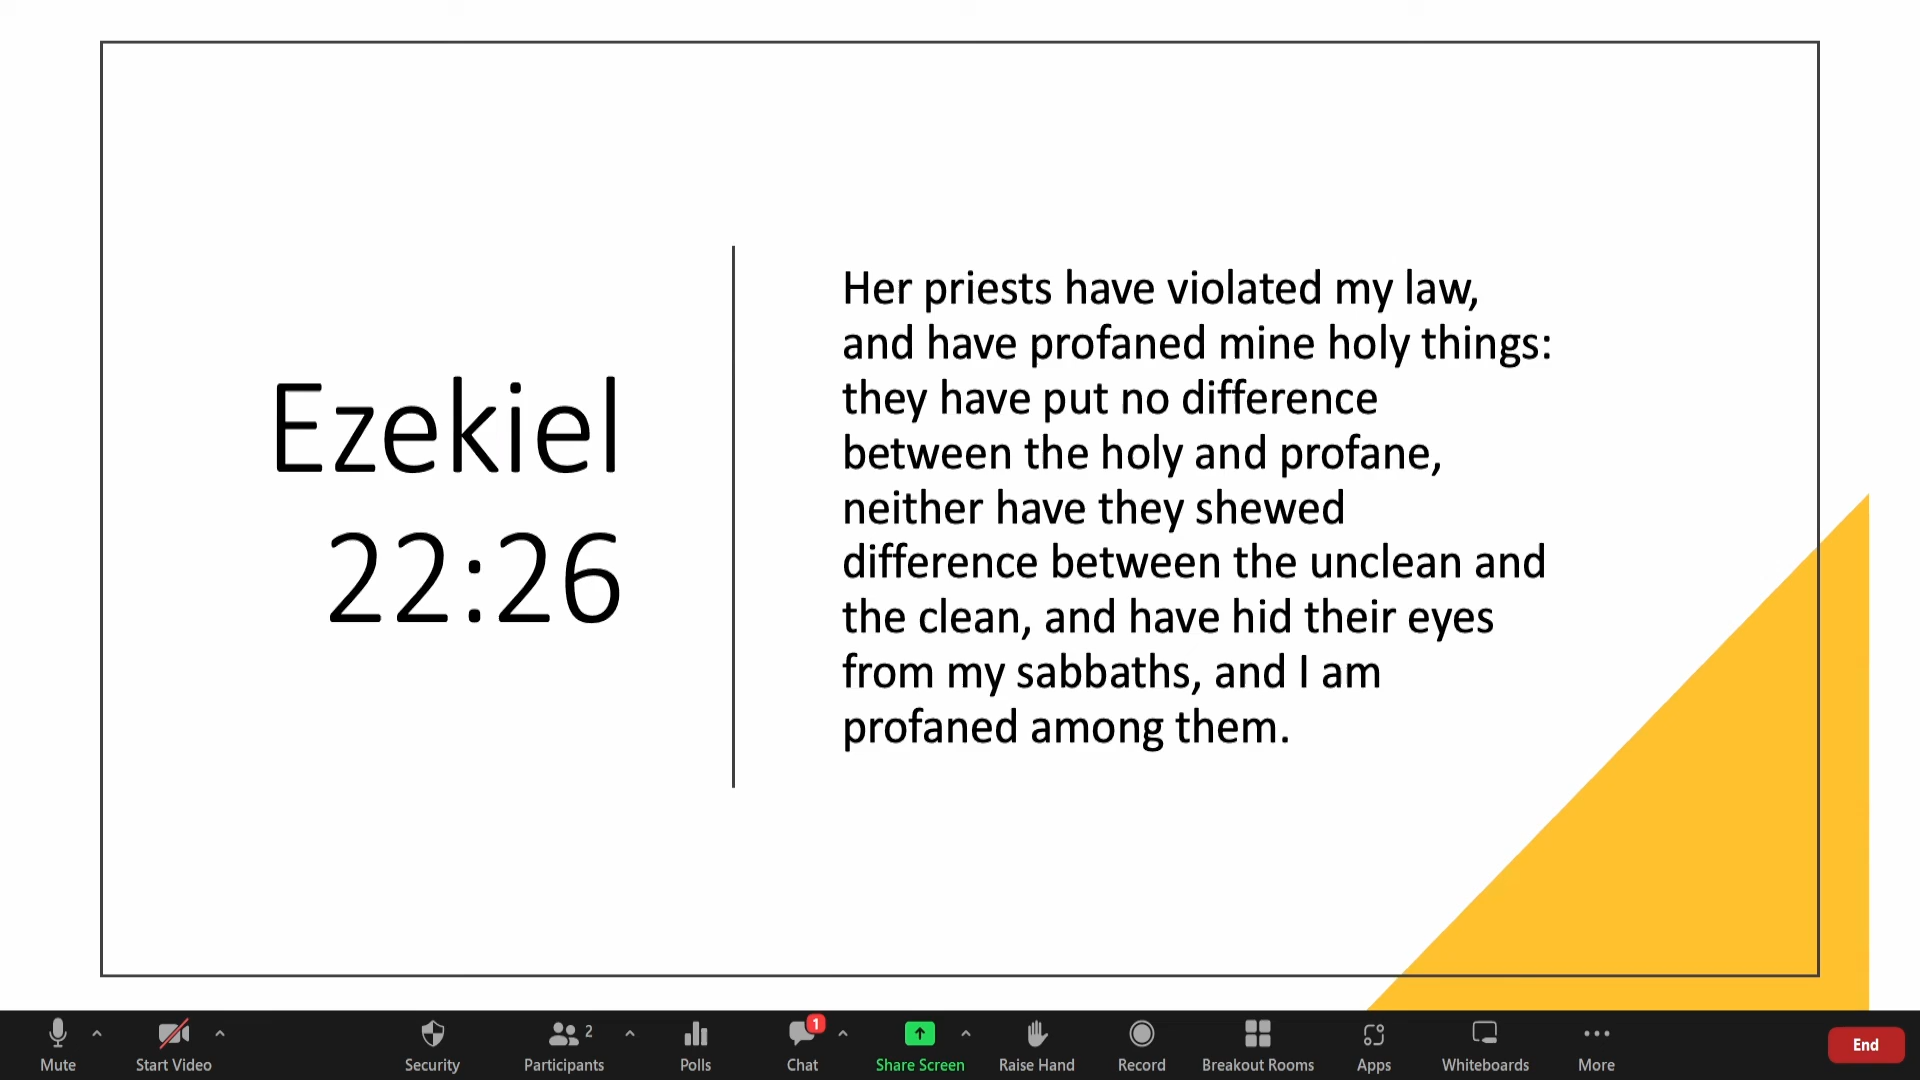 Ezekiel
22:26
Her priests have violated my law,
and have profaned mine holy things:
they have put no difference
between the holy and profane,
neither have they shewed
difference between the unclean and
the clean, and have hid their eyes
from my sabbaths, and I am
profaned among them.
Mute
Start Video
Security
Participants 2
Polls
Chat 1
Share Screen
Raise Hand
Record
Breakout Rooms
Apps
Whiteboards
More
End